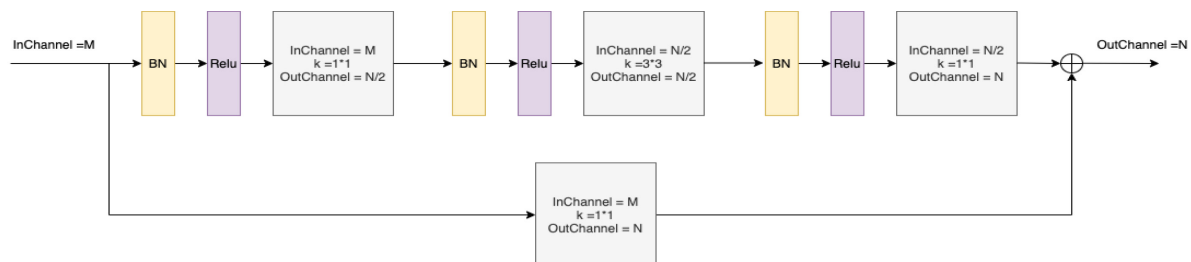 InChannel =M
BN
Relu
InChannel = M
k =1*1
OutChannel = N/2
BN
Relu
InChannel = N/2
k =3*3
OutChannel = N/2
BN
Relu
InChannel = N/2
k =1*1
OutChannel = N
OutChannel =N
InChannel = M
k =1*1
OutChannel = N